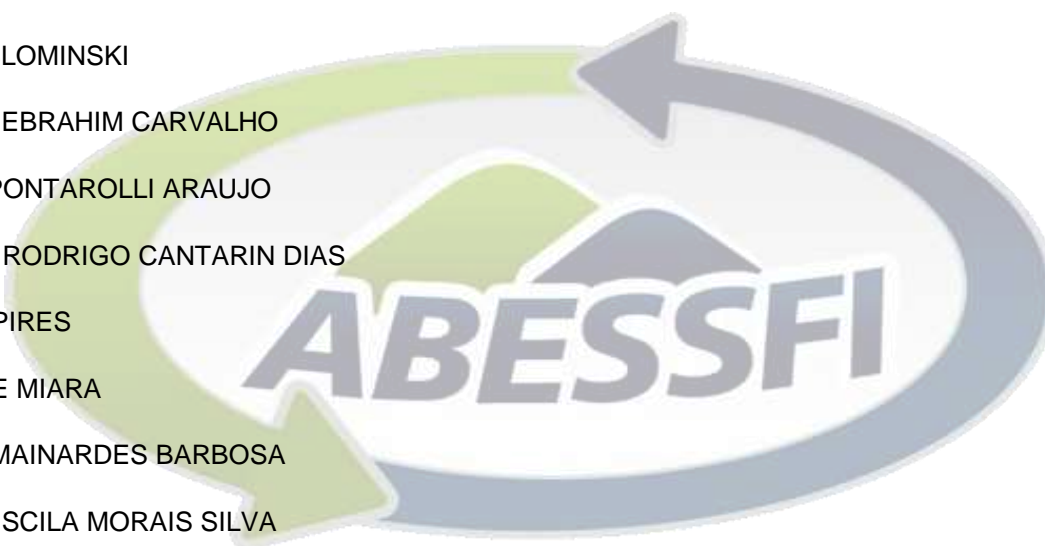 LOMINSKI
EBRAHIM CARVALHO
PONTAROLLI ARAUJO
RODRIGO CANTARIN DIAS
PIRES
E MIARA
MAINARDES BARBOSA
SCILA MORAIS SILVA
ABESSFI